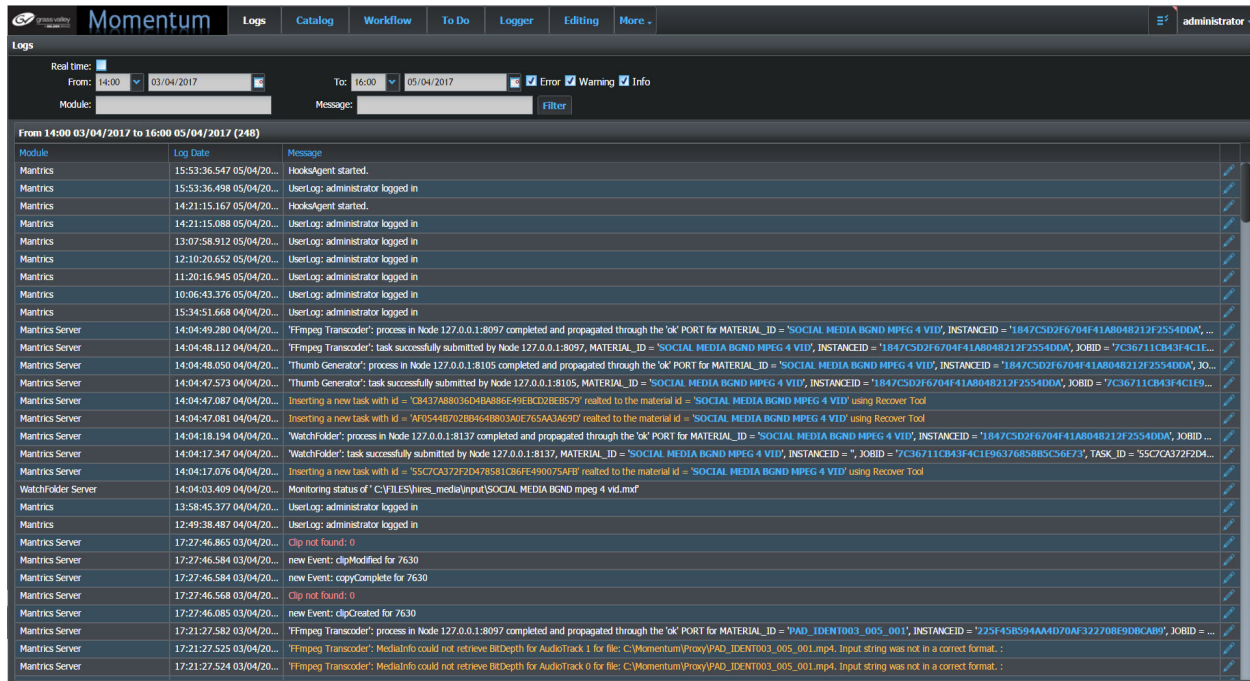 grass valley Momentum Logs Catalog Workflow To Do Logger Editing More administrator
Logs
Real time:
From: 14:00 03/04/2017 To: 16:00 05/04/2017 Error Warning Info
Module: Message: Filter
From 14:00 03/04/2017 to 16:00 05/04/2017 (248)
Module Log Date Message
Mantrics 15:53:36.547 05/04/20... HooksAgent started.
Mantrics 15:53:36.498 05/04/20... UserLog: administrator logged in
Mantrics 14:21:15.167 05/04/20... HooksAgent started.
Mantrics 14:21:15.088 05/04/20... UserLog: administrator logged in
Mantrics 13:07:58.912 05/04/20... UserLog: administrator logged in
Mantrics 12:10:20.652 05/04/20... UserLog: administrator logged in
Mantrics 11:20:16.945 05/04/20... UserLog: administrator logged in
Mantrics 10:06:43.376 05/04/20... UserLog: administrator logged in
Mantrics 15:34:51.668 04/04/20... UserLog: administrator logged in
Mantrics Server 14:04:49.280 04/04/20... 'FFmpeg Transcoder': process in Node 127.0.0.1:8097 completed and propagated through the 'ok' PORT for MATERIAL_ID = 'SOCIAL MEDIA BGND MPEG 4 VID', INSTANCEID = '1847C5D2F6704F41A8048212F2554DDA', ...
Mantrics Server 14:04:48.112 04/04/20... 'FFmpeg Transcoder': task successfully submitted by Node 127.0.0.1:8097, MATERIAL_ID = 'SOCIAL MEDIA BGND MPEG 4 VID', INSTANCEID = '1847C5D2F6704F41A8048212F2554DDA', JOBID = '7C36711CB43F4C1E...
Mantrics Server 14:04:48.050 04/04/20... 'Thumb Generator': process in Node 127.0.0.1:8105 completed and propagated through the 'ok' PORT for MATERIAL_ID = 'SOCIAL MEDIA BGND MPEG 4 VID', INSTANCEID = '1847C5D2F6704F41A8048212F2554DDA', JO...
Mantrics Server 14:04:47.573 04/04/20... 'Thumb Generator': task successfully submitted by Node 127.0.0.1:8105, MATERIAL_ID = 'SOCIAL MEDIA BGND MPEG 4 VID', INSTANCEID = '1847C5D2F6704F41A8048212F2554DDA', JOBID = '7C36711CB43F4C1E9...
Mantrics Server 14:04:47.087 04/04/20... Inserting a new task with id = 'C8437A88036D4BA886E49EBCD2BEB579' realted to the material id = 'SOCIAL MEDIA BGND MPEG 4 VID' using Recover Tool
Mantrics Server 14:04:47.081 04/04/20... Inserting a new task with id = 'AF0544B702BB464B803A0E765AA3A69D' realted to the material id = 'SOCIAL MEDIA BGND MPEG 4 VID' using Recover Tool
Mantrics Server 14:04:18.194 04/04/20... 'WatchFolder': process in Node 127.0.0.1:8137 completed and propagated through the 'ok' PORT for MATERIAL_ID = 'SOCIAL MEDIA BGND MPEG 4 VID', INSTANCEID = '1847C5D2F6704F41A8048212F2554DDA', JOBID ...
Mantrics Server 14:04:17.347 04/04/20... 'WatchFolder': task successfully submitted by Node 127.0.0.1:8137, MATERIAL_ID = 'SOCIAL MEDIA BGND MPEG 4 VID', INSTANCEID = '', JOBID = '7C36711CB43F4C1E96376858B5C56E73', TASK_ID = '55C7CA372F2D4...
Mantrics Server 14:04:17.076 04/04/20... Inserting a new task with id = '55C7CA372F2D478581C86FE490075AFB' realted to the material id = 'SOCIAL MEDIA BGND MPEG 4 VID' using Recover Tool
WatchFolder Server 14:04:03.409 04/04/20... Monitoring status of ' C:\FILES\hires_media\input\SOCIAL MEDIA BGND mpeg 4 vid.mxf'
Mantrics 13:58:45.377 04/04/20... UserLog: administrator logged in
Mantrics 12:49:38.487 04/04/20... UserLog: administrator logged in
Mantrics Server 17:27:46.865 03/04/20... Clip not found: 0
Mantrics Server 17:27:46.584 03/04/20... new Event: clipModified for 7630
Mantrics Server 17:27:46.584 03/04/20... new Event: copyComplete for 7630
Mantrics Server 17:27:46.568 03/04/20... Clip not found: 0
Mantrics Server 17:27:46.085 03/04/20... new Event: clipCreated for 7630
Mantrics Server 17:21:27.582 03/04/20... 'FFmpeg Transcoder': process in Node 127.0.0.1:8097 completed and propagated through the 'ok' PORT for MATERIAL_ID = 'PAD_IDENT003_005_001', INSTANCEID = '225F45B594AA4D70AF322708E9DBCAB9', JOBID = ...
Mantrics Server 17:21:27.525 03/04/20... 'FFmpeg Transcoder': MediaInfo could not retrieve BitDepth for AudioTrack 1 for file: C:\Momentum\Proxy\PAD_IDENT003_005_001.mp4. Input string was not in a correct format. :
Mantrics Server 17:21:27.524 03/04/20... 'FFmpeg Transcoder': MediaInfo could not retrieve BitDepth for AudioTrack 0 for file: C:\Momentum\Proxy\PAD_IDENT003_005_001.mp4. Input string was not in a correct format. :